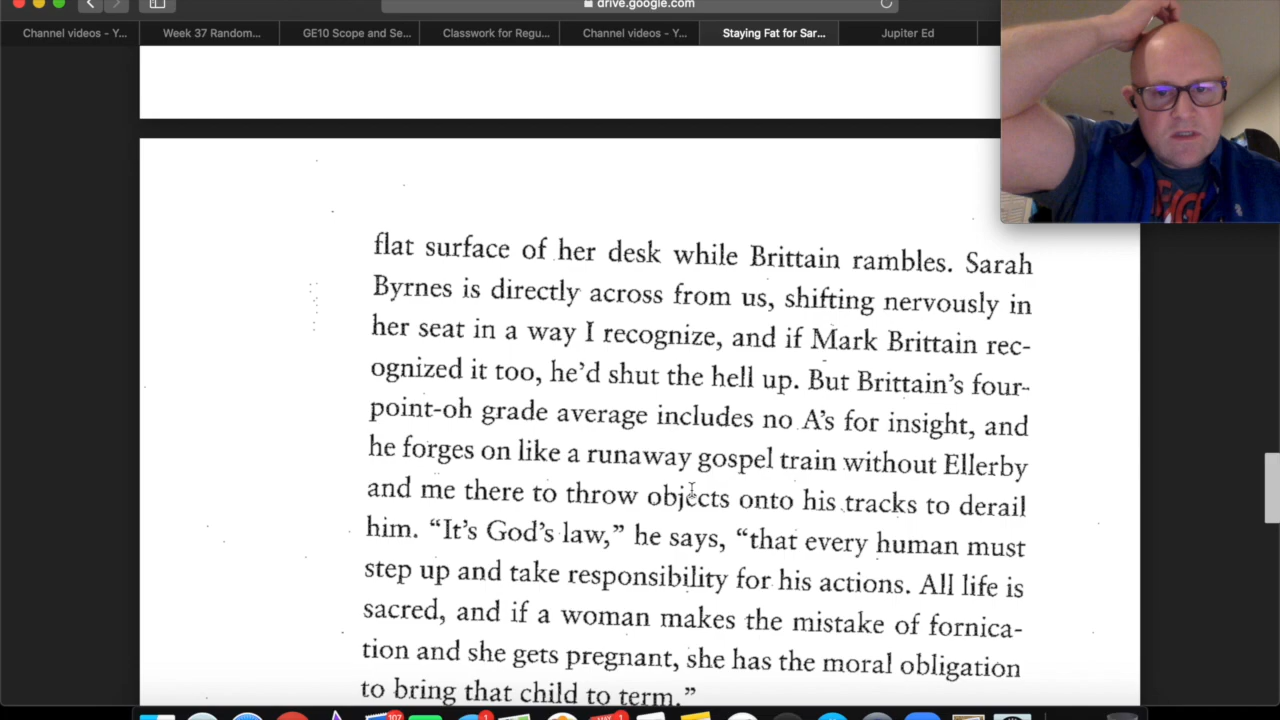 drive.google.com
Channel videos - Y...
Week 37 Random...
GE10 Scope and Se...
Classwork for Regu...
Channel videos - Y...
Staying Fat for Sar...
Jupiter Ed
flat surface of her desk while Brittain rambles. Sarah
Byrnes is directly across from us, shifting nervously in
her seat in a way I recognize, and if Mark Brittain rec-
ognized it too, he'd shut the hell up. But Brittain's four-
point-oh grade average includes no A's for insight, and
he forges on like a runaway gospel train without Ellerby
and me there to throw objects onto his tracks to derail
him. “It's God's law,” he says, “that every human must
step up and take responsibility for his actions. All life is
sacred, and if a woman makes the mistake of fornica-
tion and she gets pregnant, she has the moral obligation
to bring that child to term.”
107
1
MAY
1